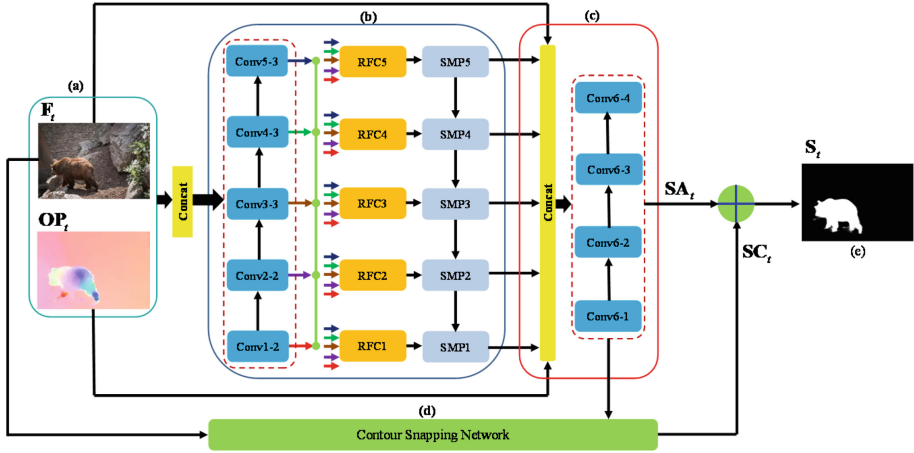 (a)
F_t
OP_t
Concat
(b)
Conv5-3
Conv4-3
Conv3-3
Conv2-2
Conv1-2
RFC5
RFC4
RFC3
RFC2
RFC1
SMP5
SMP4
SMP3
SMP2
SMP1
(c)
Concat
Conv6-4
Conv6-3
Conv6-2
Conv6-1
SA_t
SC_t
S_t
(e)
(d)
Contour Snapping Network